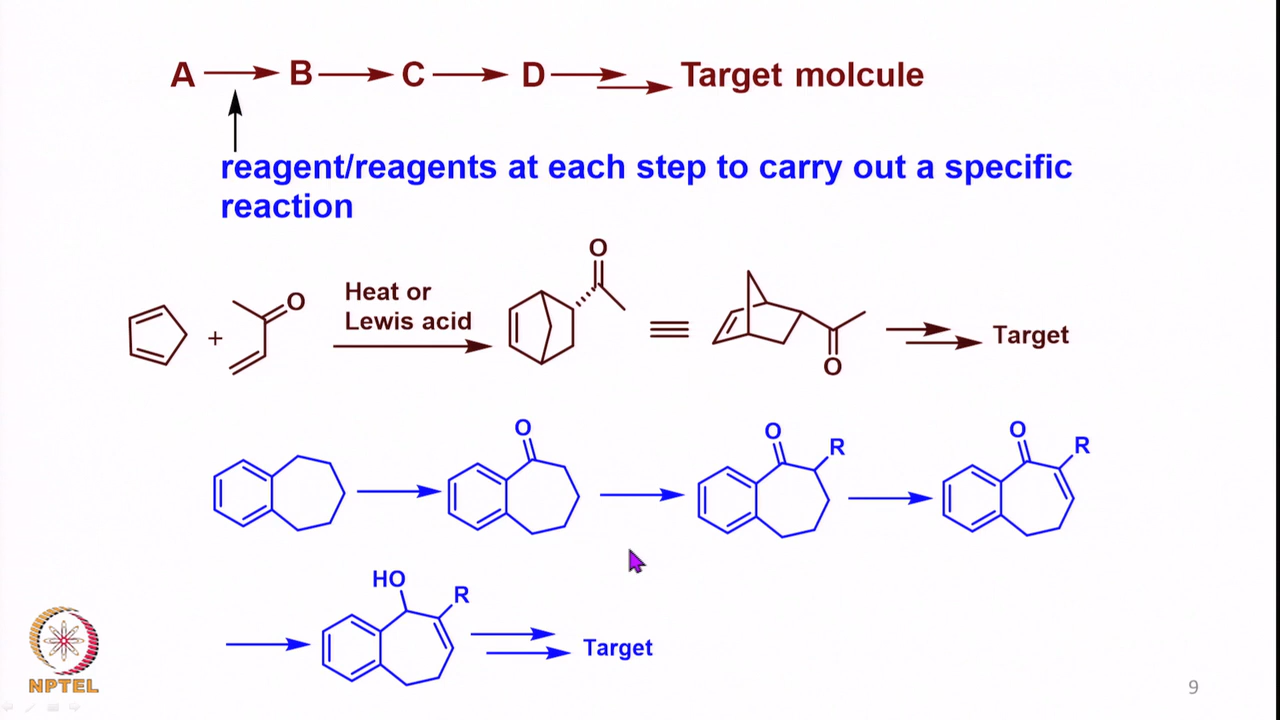 A → B → C → D → → Target molcule
reagent/reagents at each step to carry out a specific
reaction
O
O
Heat or
Lewis acid
+
≡
Target
O
O
O
R
O
R
HO
R
Target
NPTEL
9